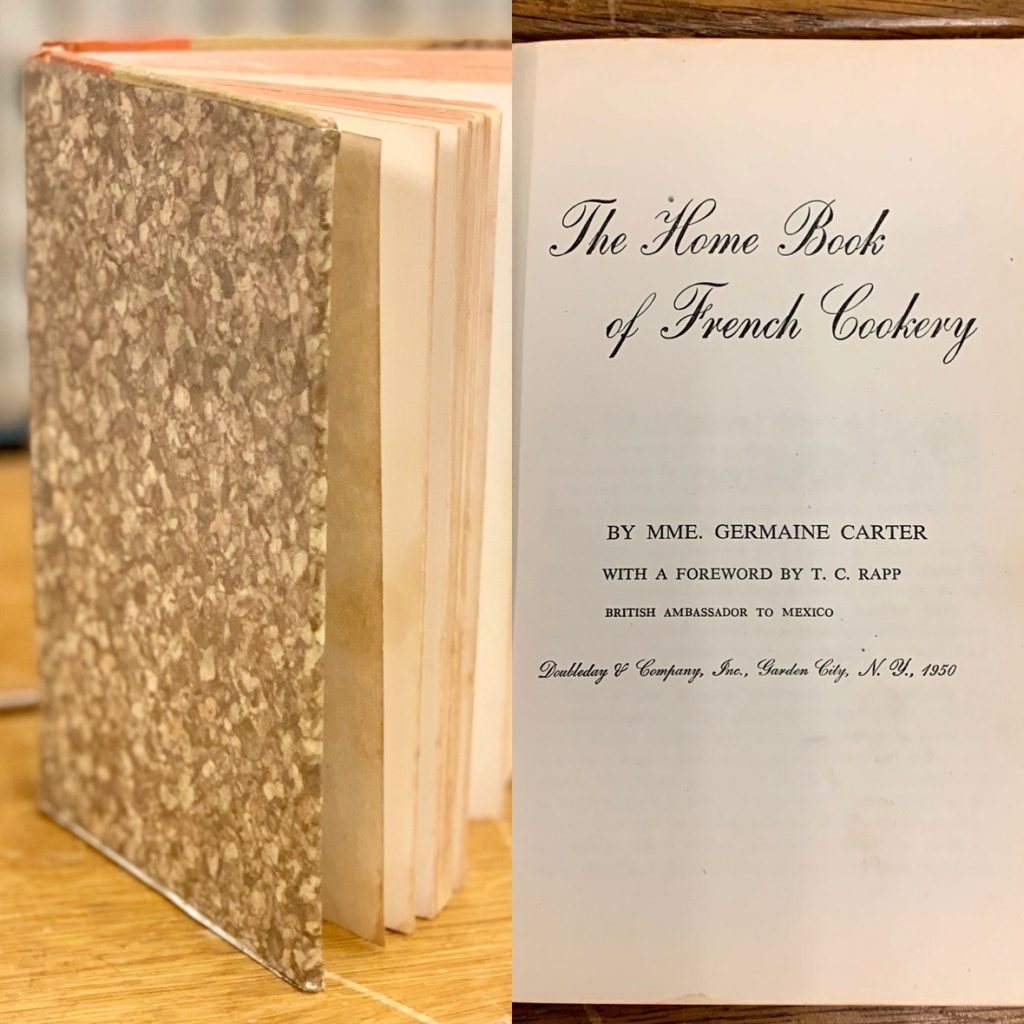 The Home Book
of French Cookery
BY MME. GERMAINE CARTER
WITH A FOREWORD BY T. C. RAPP
BRITISH AMBASSADOR TO MEXICO
Doubleday & Company, Inc., Garden City, N. Y., 1950